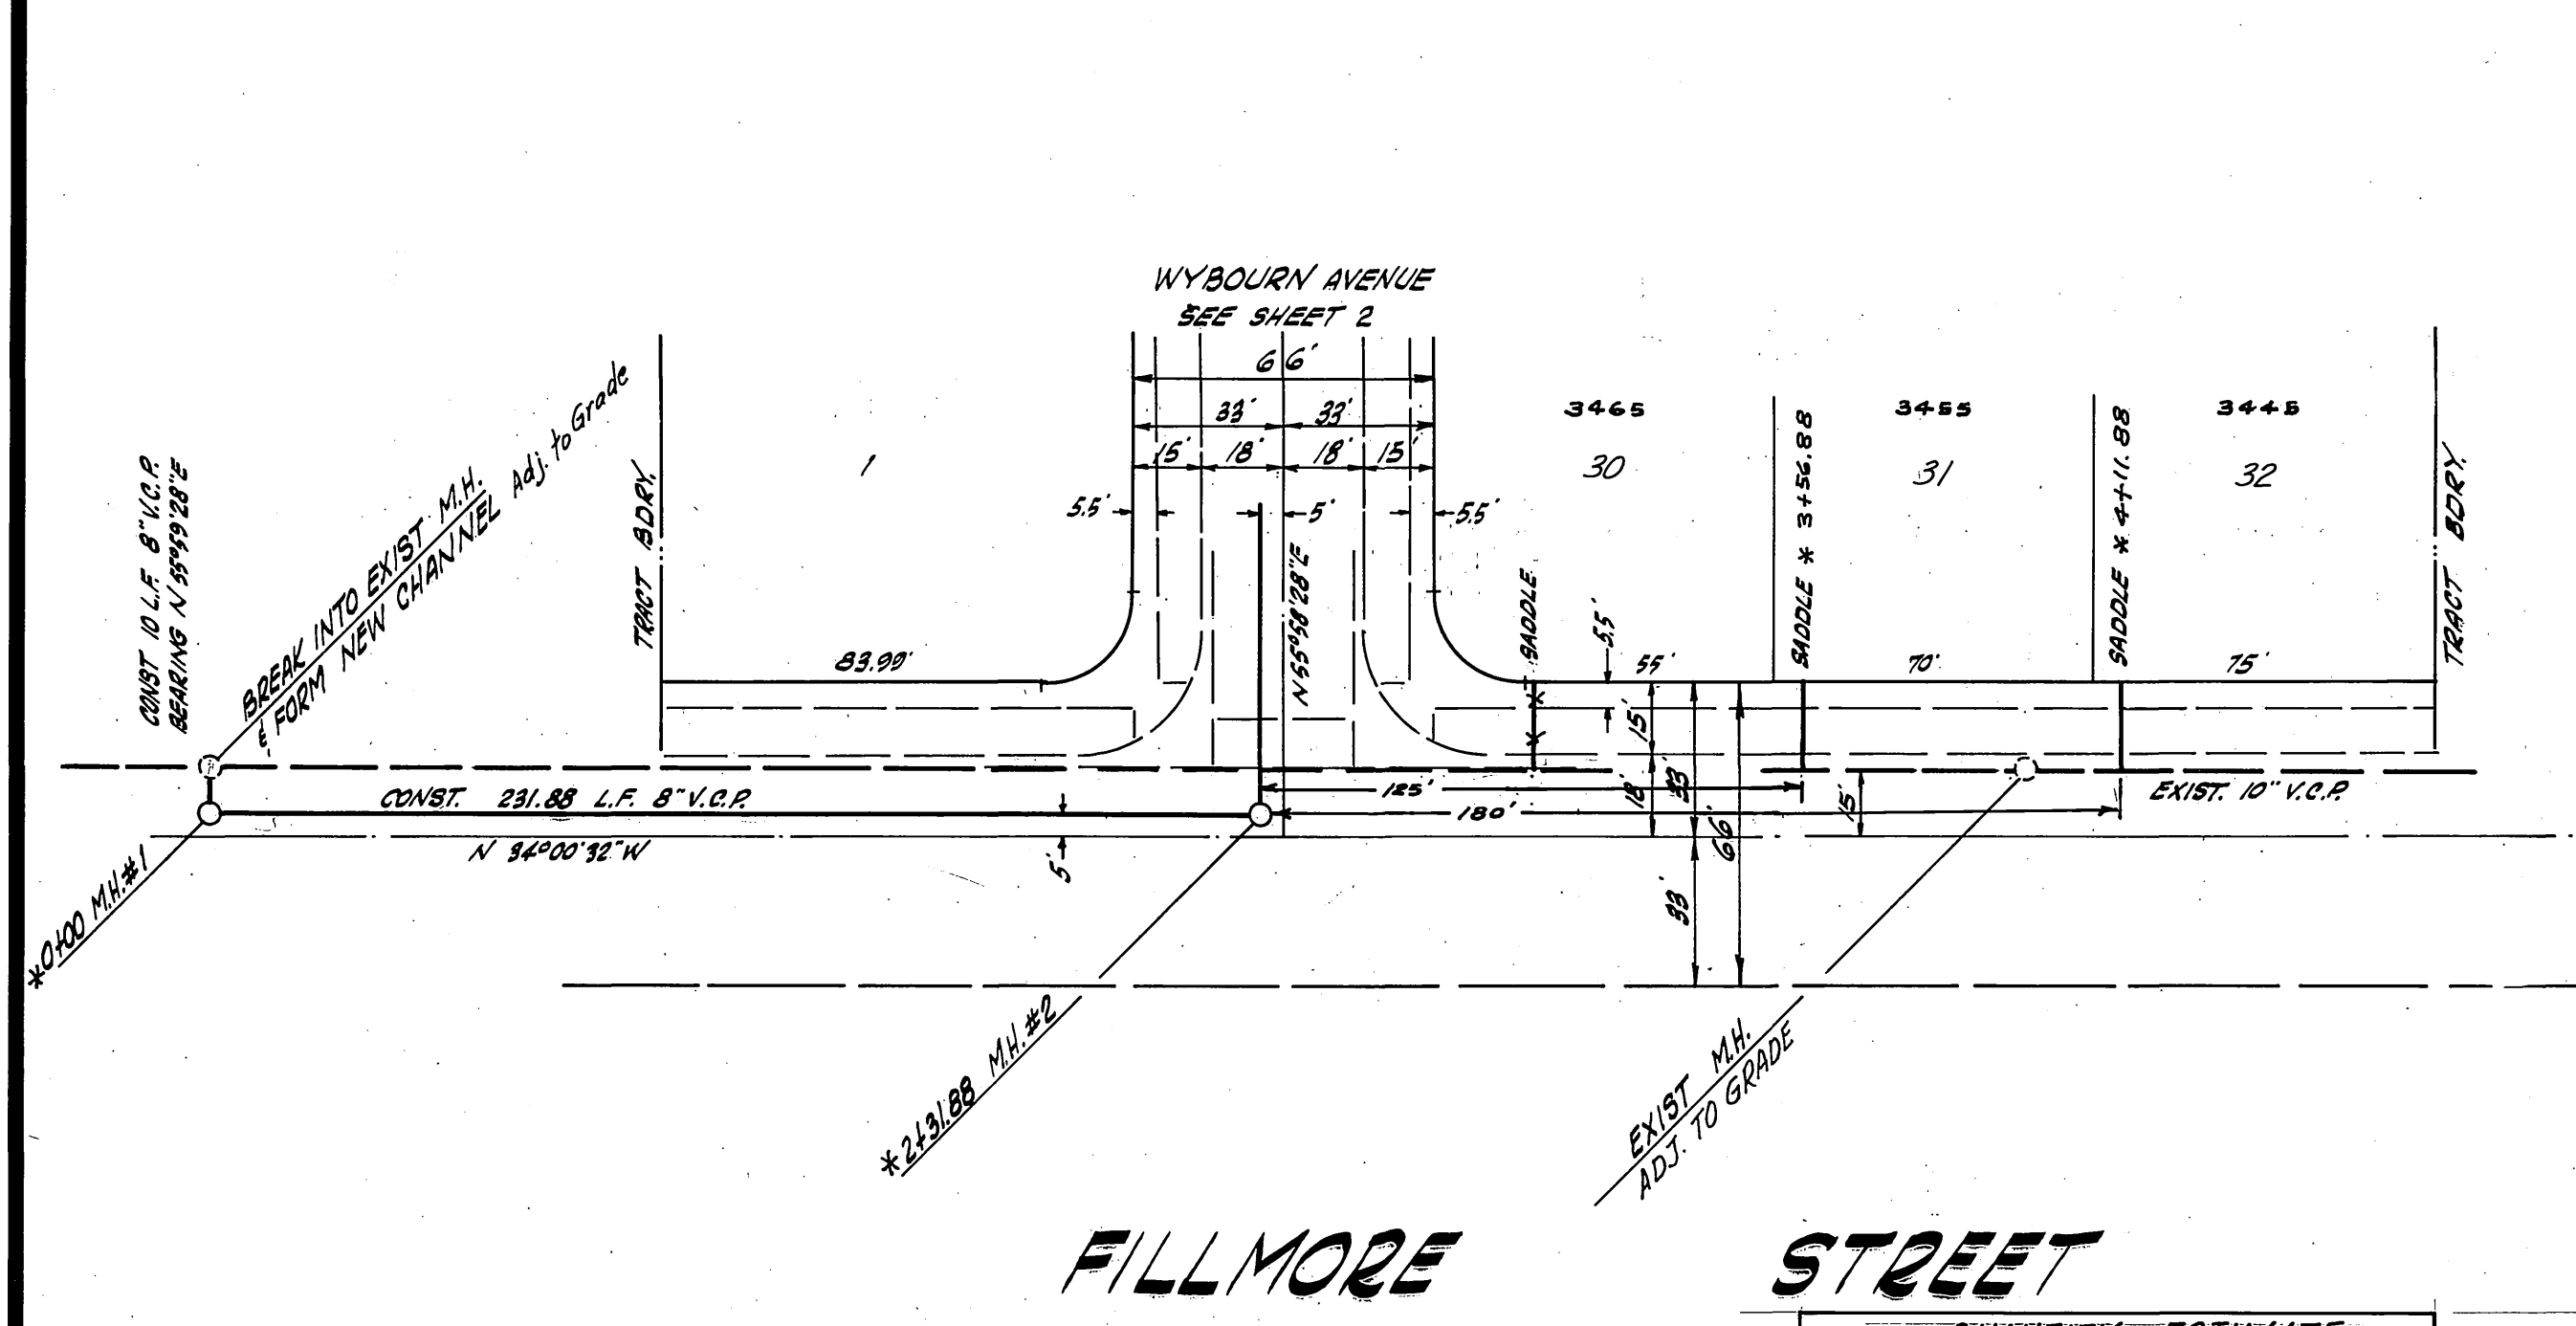 WYBOURN AVENUE
SEE SHEET 2
66'
33' 33'
15' 18' 18' 15'
5.5' 5' 5.5'
N 55°58'28"E
CONST 10 L.F. 8" V.C.P.
BEARING N 55°59'28"E
BREAK INTO EXIST M.H.
& FORM NEW CHANNEL Adj. to Grade
TRACT BDRY.
1
83.99'
3465
30
3455
31
3445
32
SADDLE
SADDLE * 3+56.88
SADDLE * 4+11.88
TRACT BDRY.
5.5'
55'
70'
75'
15'
18'
33'
66'
33'
15'
125'
180'
EXIST. 10" V.C.P.
CONST. 231.88 L.F. 8" V.C.P.
N 34°00'32"W
5'
*0+00 M.H.#1
*2+31.88 M.H.#2
EXIST M.H.
ADJ. TO GRADE
FILLMORE STREET
ESTIMATE